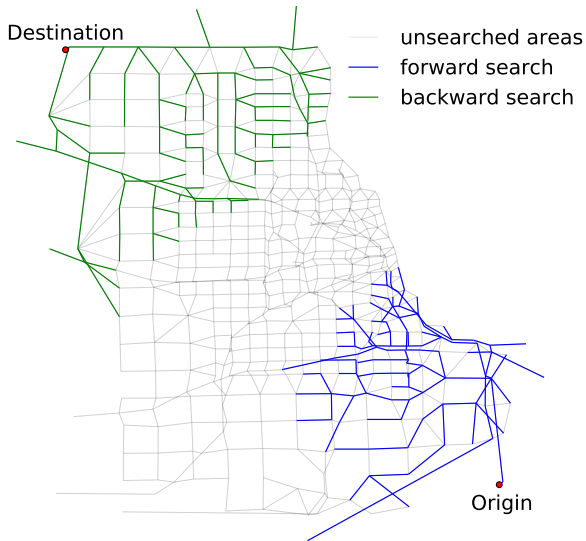 Destination
unsearched areas
forward search
backward search
Origin